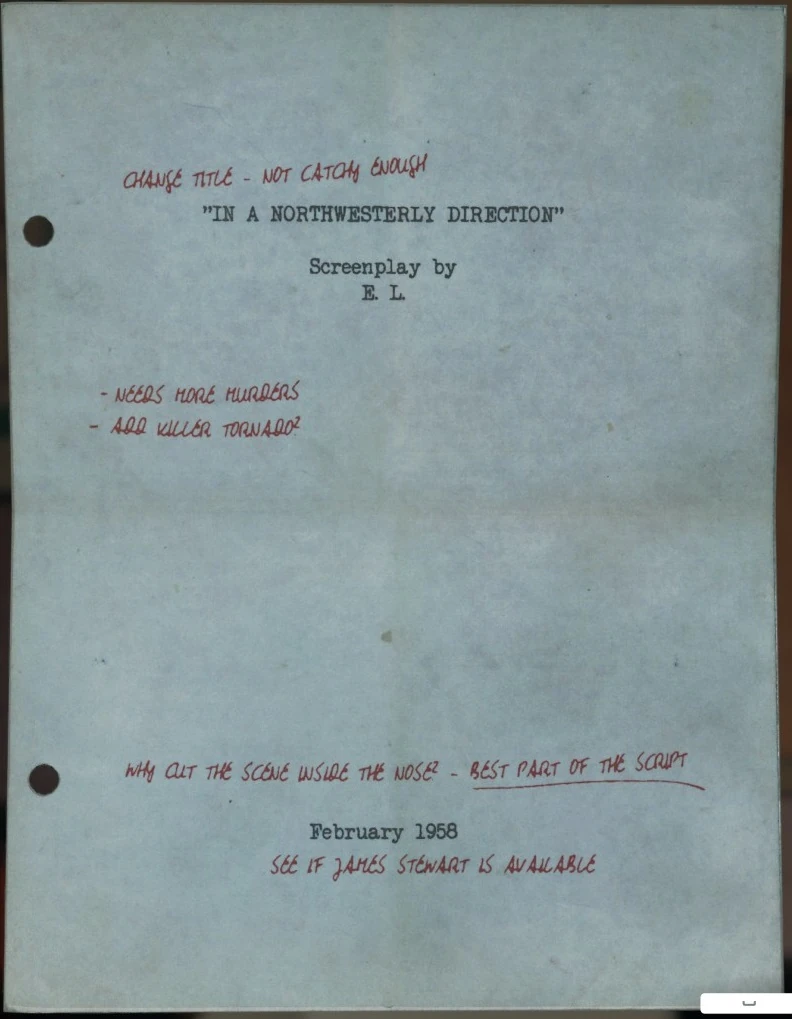 CHANGE TITLE - NOT CATCHY ENOUGH
"IN A NORTHWESTERLY DIRECTION"
Screenplay by
E. L.
- NEEDS MORE MURDERS
- ADD KILLER TORNADO?
WHY CUT THE SCENE INSIDE THE NOSE? - BEST PART OF THE SCRIPT
February 1958
SEE IF JAMES STEWART IS AVAILABLE